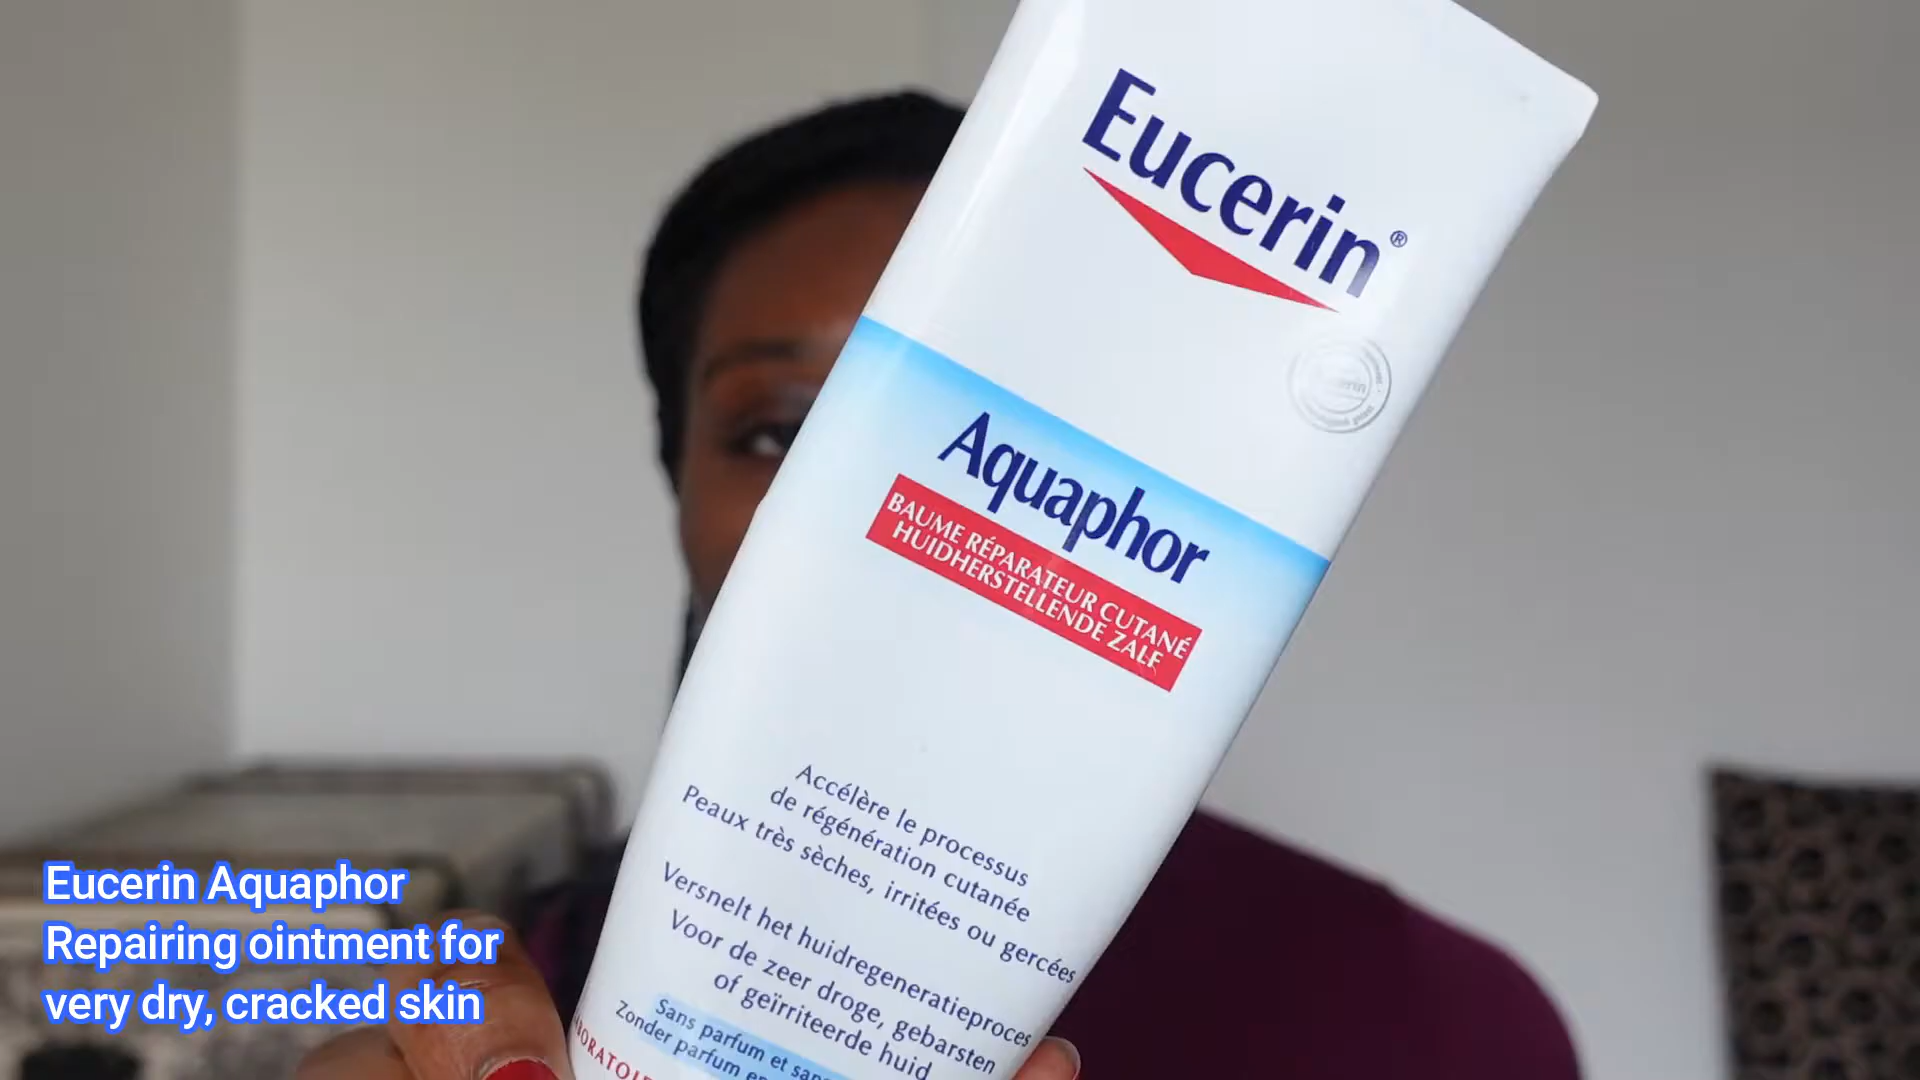 Eucerin®
Aquaphor
BAUME RÉPARATEUR CUTANÉ
HUIDHERSTELLENDE ZALF
Accélère le processus
de régénération cutanée
Peaux très sèches, irritées ou gercées
Versnelt het huidregeneratieproces
Voor de zeer droge, gebarsten
of geïrriteerde huid
Sans parfum et sans
Zonder parfum en
Eucerin Aquaphor
Repairing ointment for
very dry, cracked skin